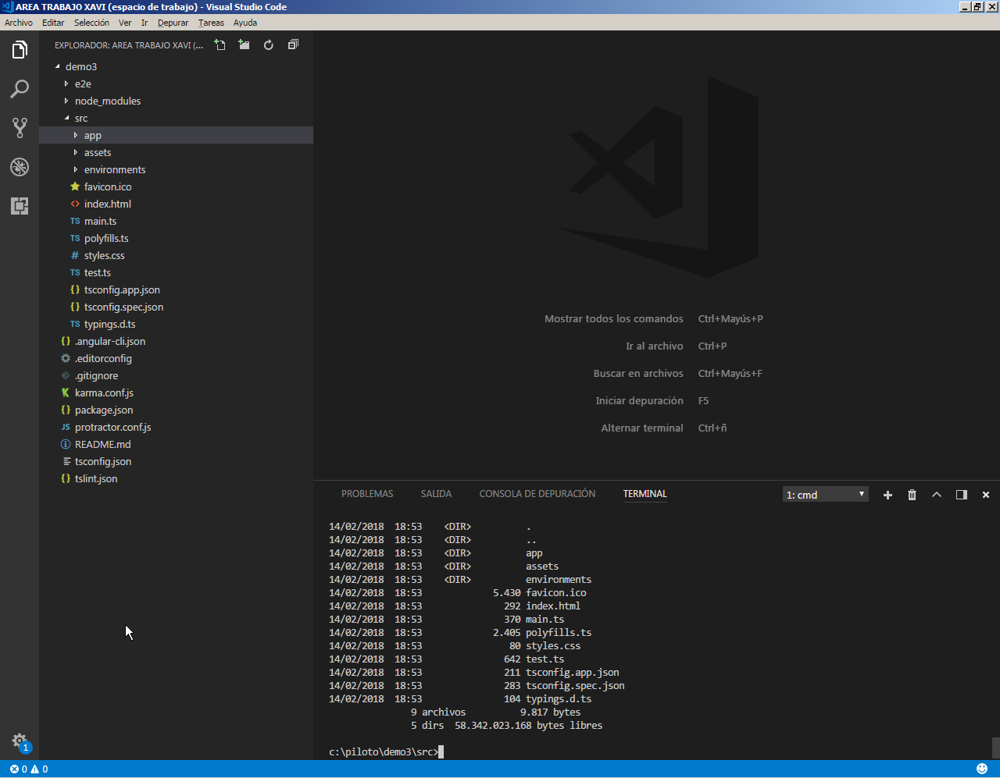 AREA TRABAJO XAVI (espacio de trabajo) - Visual Studio Code
Archivo Editar Selección Ver Ir Depurar Tareas Ayuda
EXPLORADOR: AREA TRABAJO XAVI (...
demo3
e2e
node_modules
src
app
assets
environments
favicon.ico
<> index.html
TS main.ts
TS polyfills.ts
# styles.css
TS test.ts
{ } tsconfig.app.json
{ } tsconfig.spec.json
TS typings.d.ts
{ } .angular-cli.json
.editorconfig
.gitignore
K karma.conf.js
{ } package.json
JS protractor.conf.js
README.md
tsconfig.json
{ } tslint.json
1
Mostrar todos los comandos Ctrl+Mayús+P
Ir al archivo Ctrl+P
Buscar en archivos Ctrl+Mayús+F
Iniciar depuración F5
Alternar terminal Ctrl+ñ
PROBLEMAS SALIDA CONSOLA DE DEPURACIÓN TERMINAL 1: cmd
14/02/2018 18:53 <DIR> .
14/02/2018 18:53 <DIR> ..
14/02/2018 18:53 <DIR> app
14/02/2018 18:53 <DIR> assets
14/02/2018 18:53 <DIR> environments
14/02/2018 18:53 5.430 favicon.ico
14/02/2018 18:53 292 index.html
14/02/2018 18:53 370 main.ts
14/02/2018 18:53 2.405 polyfills.ts
14/02/2018 18:53 80 styles.css
14/02/2018 18:53 642 test.ts
14/02/2018 18:53 211 tsconfig.app.json
14/02/2018 18:53 283 tsconfig.spec.json
14/02/2018 18:53 104 typings.d.ts
9 archivos 9.817 bytes
5 dirs 58.342.023.168 bytes libres
c:\piloto\demo3\src>
0 0